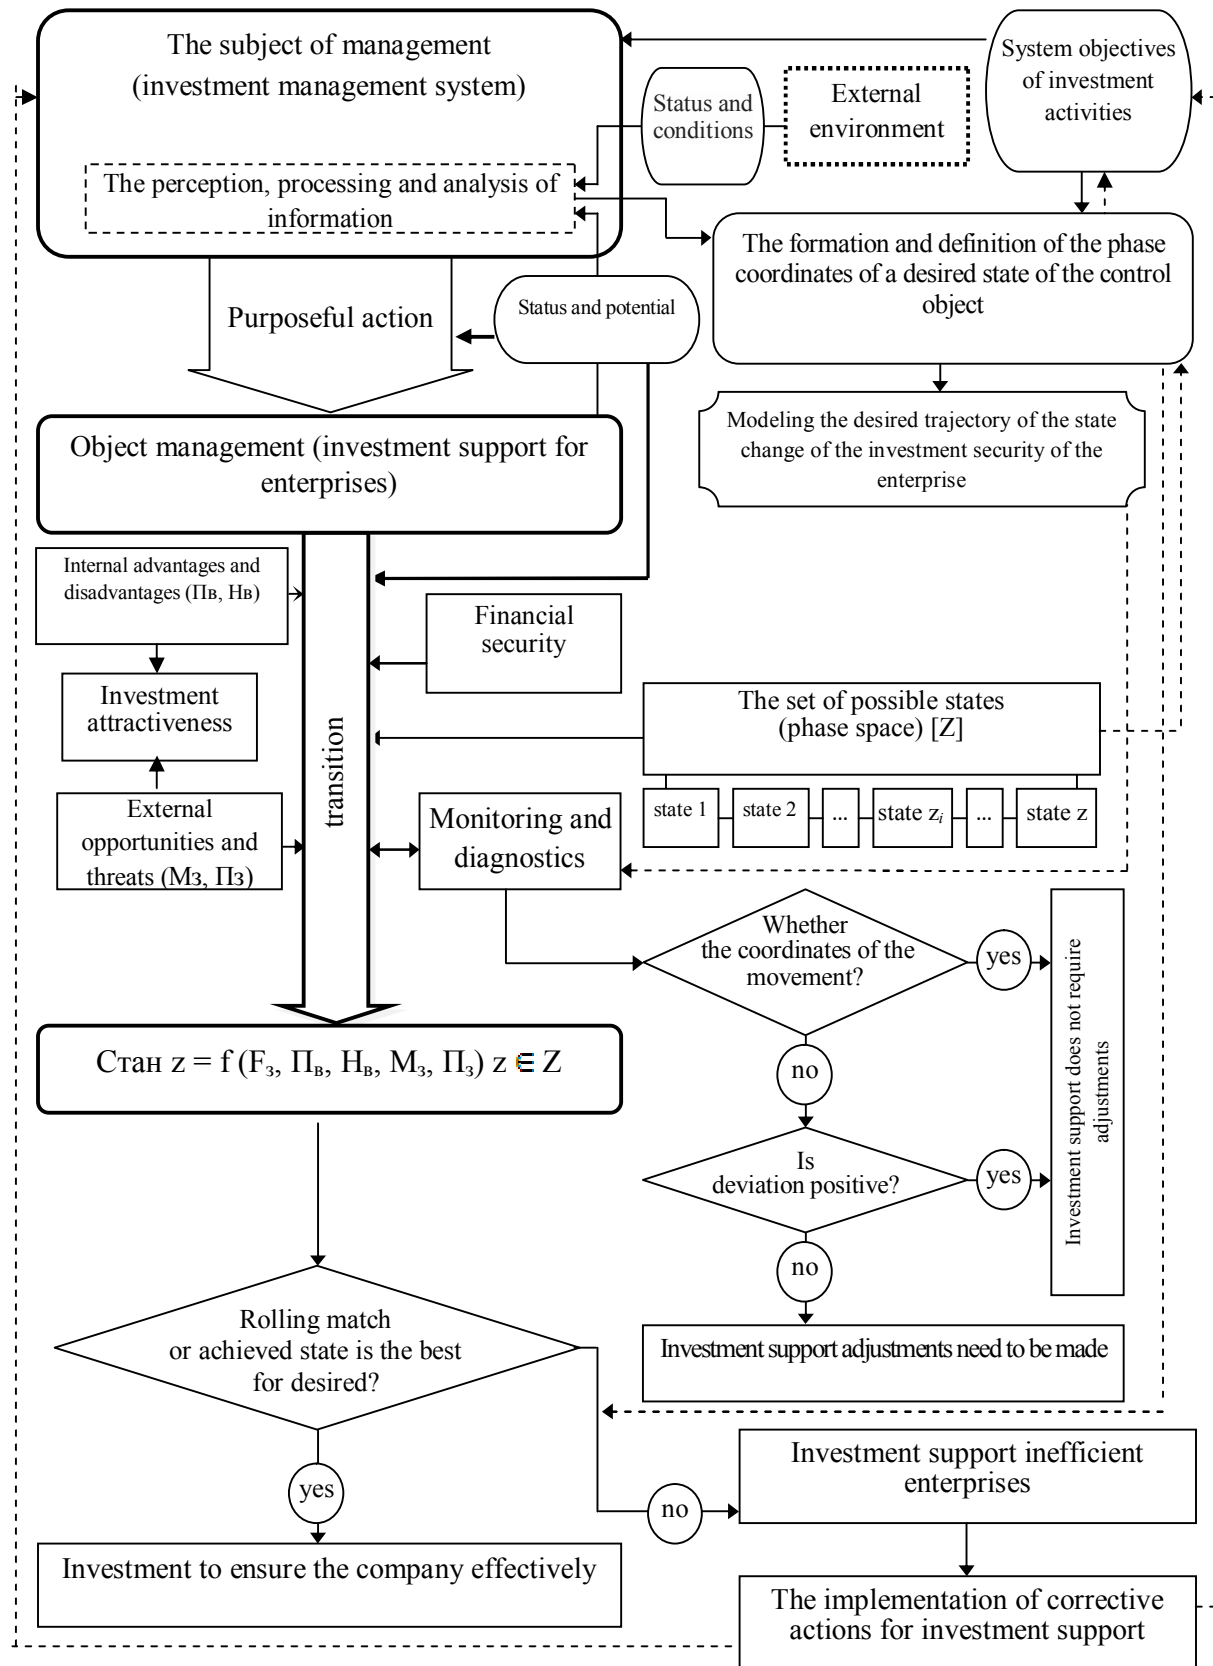 The subject of management
(investment management system)
System objectives
of investment
activities
Status and
conditions
External
environment
The perception, processing and analysis of
information
The formation and definition of the phase
coordinates of a desired state of the control
object
Purposeful action
Status and potential
Modeling the desired trajectory of the state
change of the investment security of the
enterprise
Object management (investment support for
enterprises)
Internal advantages and
disadvantages (Пв, Нв)
Financial
security
Investment
attractiveness
The set of possible states
(phase space) [Z]
transition
state 1
state 2
...
state zᵢ
...
state z
External
opportunities and
threats (Мз, Пз)
Monitoring and
diagnostics
Whether
the coordinates of the
movement?
yes
Investment support does not require
adjustments
Стан z = f (Fз, Пв, Нв, Мз, Пз) z ∈ Z
no
Is
deviation positive?
yes
no
Rolling match
or achieved state is the best
for desired?
Investment support adjustments need to be made
yes
no
Investment support inefficient
enterprises
Investment to ensure the company effectively
The implementation of corrective
actions for investment support